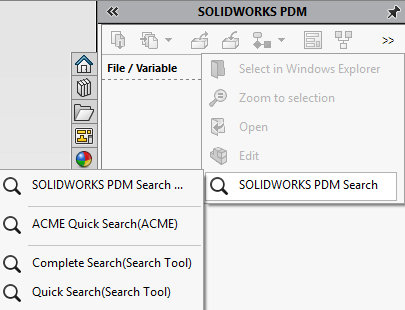 SOLIDWORKS PDM
>>
File / Variable
Select in Windows Explorer
Zoom to selection
Open
Edit
SOLIDWORKS PDM Search
SOLIDWORKS PDM Search ...
ACME Quick Search(ACME)
Complete Search(Search Tool)
Quick Search(Search Tool)